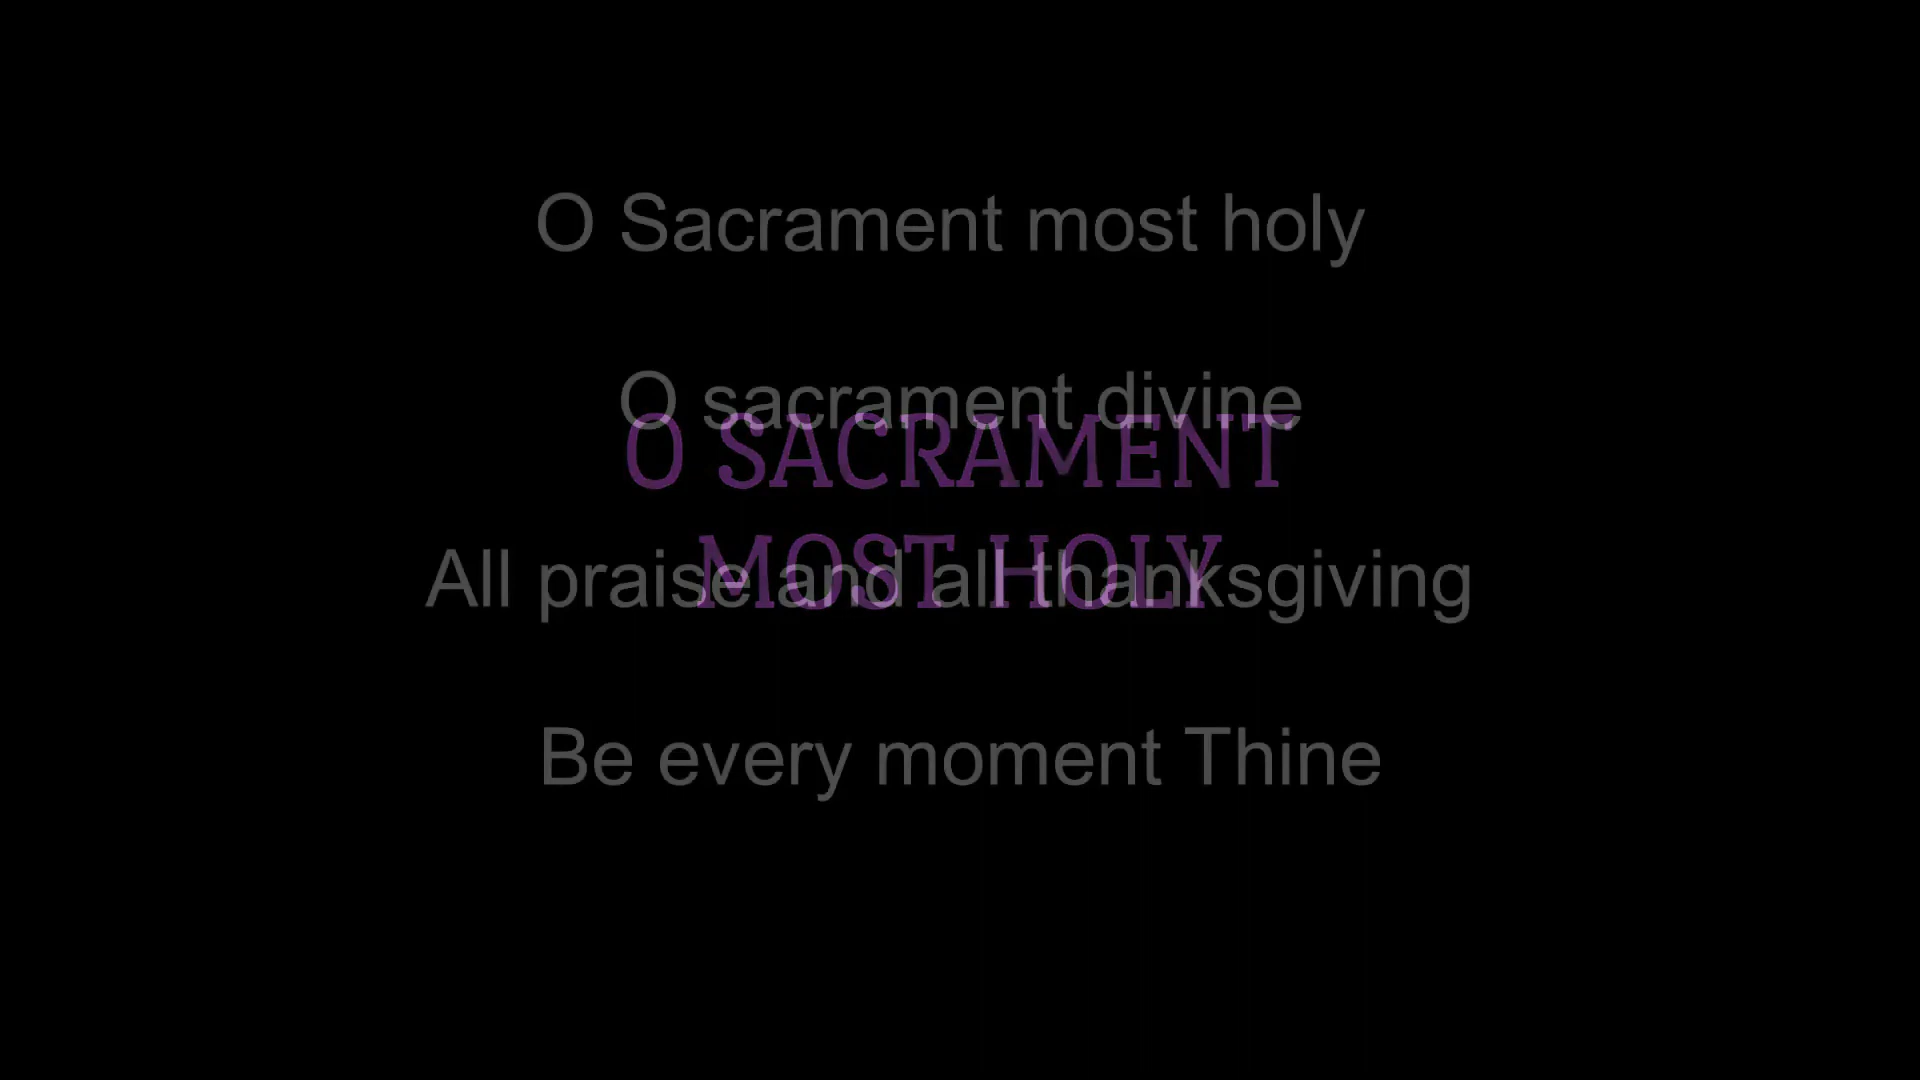 O Sacrament most holy
O sacrament divine
O SACRAMENT
MOST HOLY
All praise and all thanksgiving
Be every moment Thine